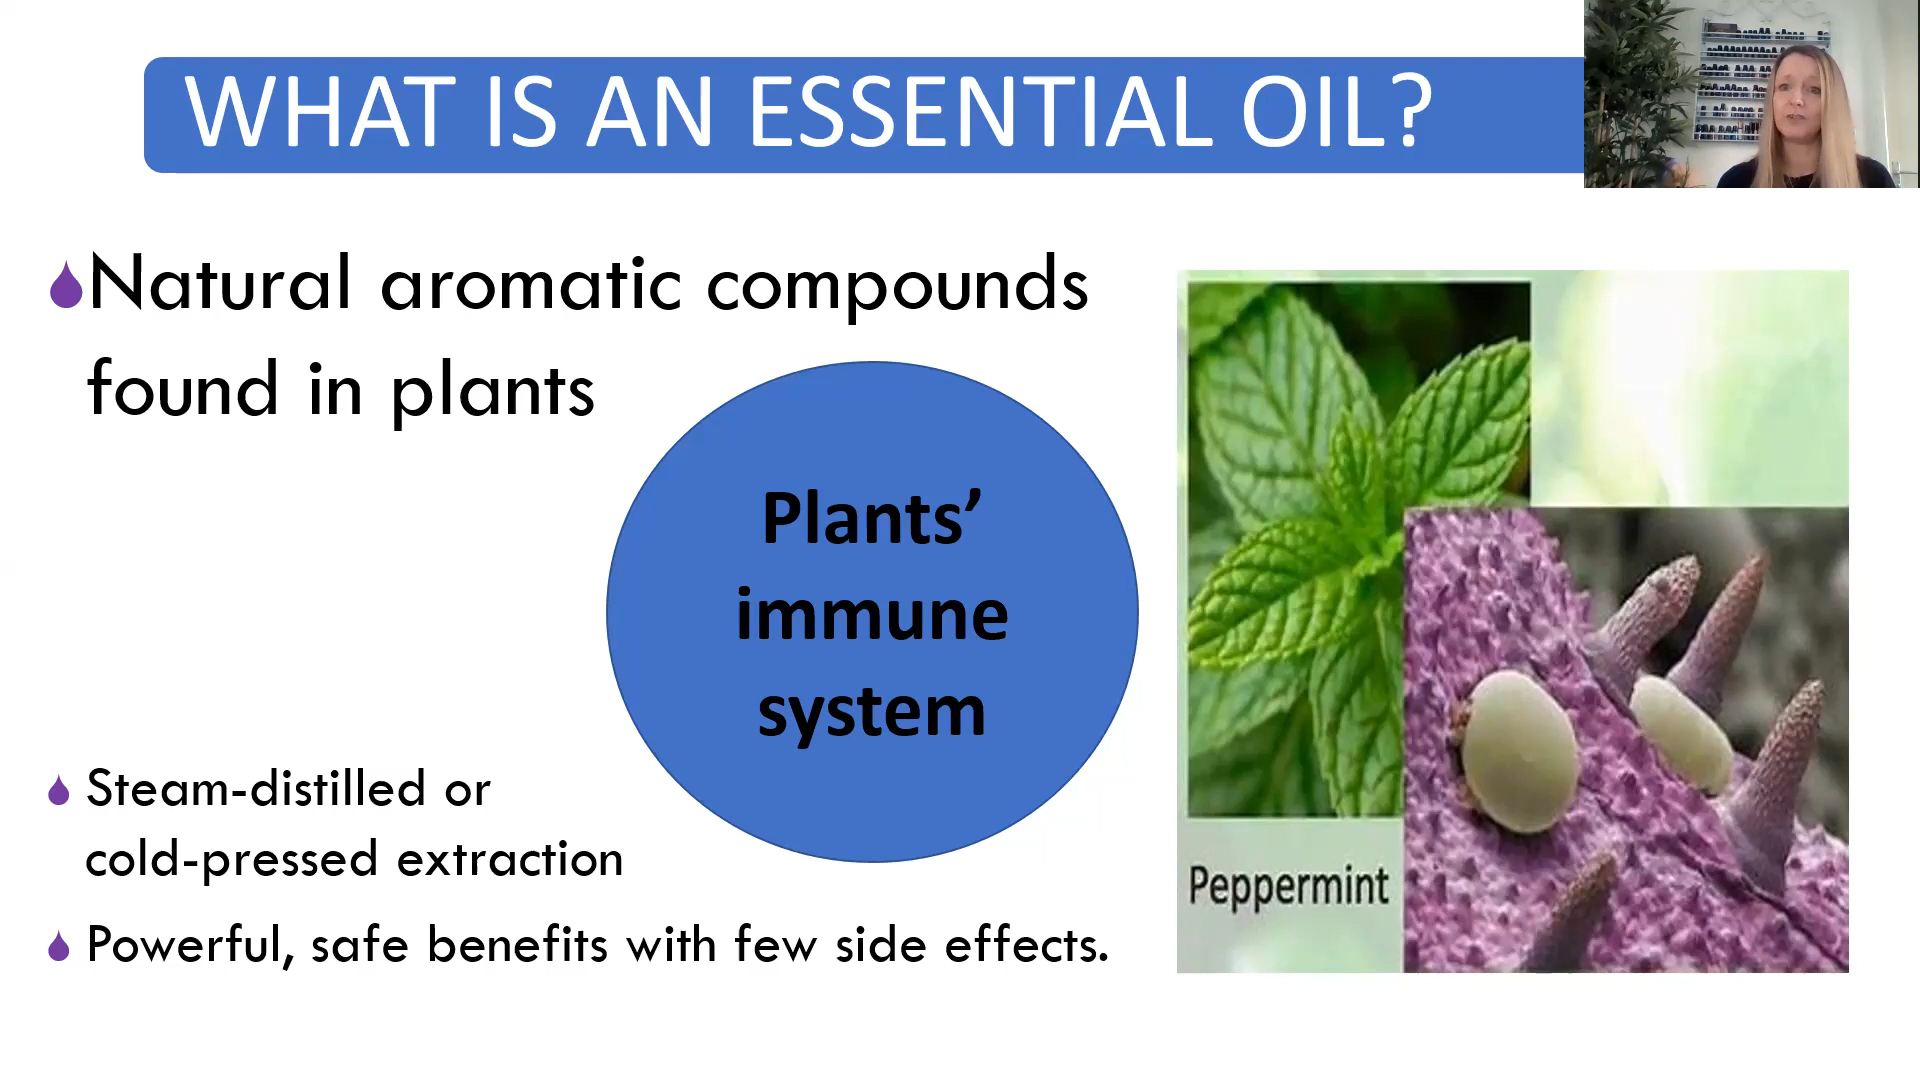 WHAT IS AN ESSENTIAL OIL?
Natural aromatic compounds
found in plants
Plants’
immune
system
Steam-distilled or
cold-pressed extraction
Powerful, safe benefits with few side effects.
Peppermint